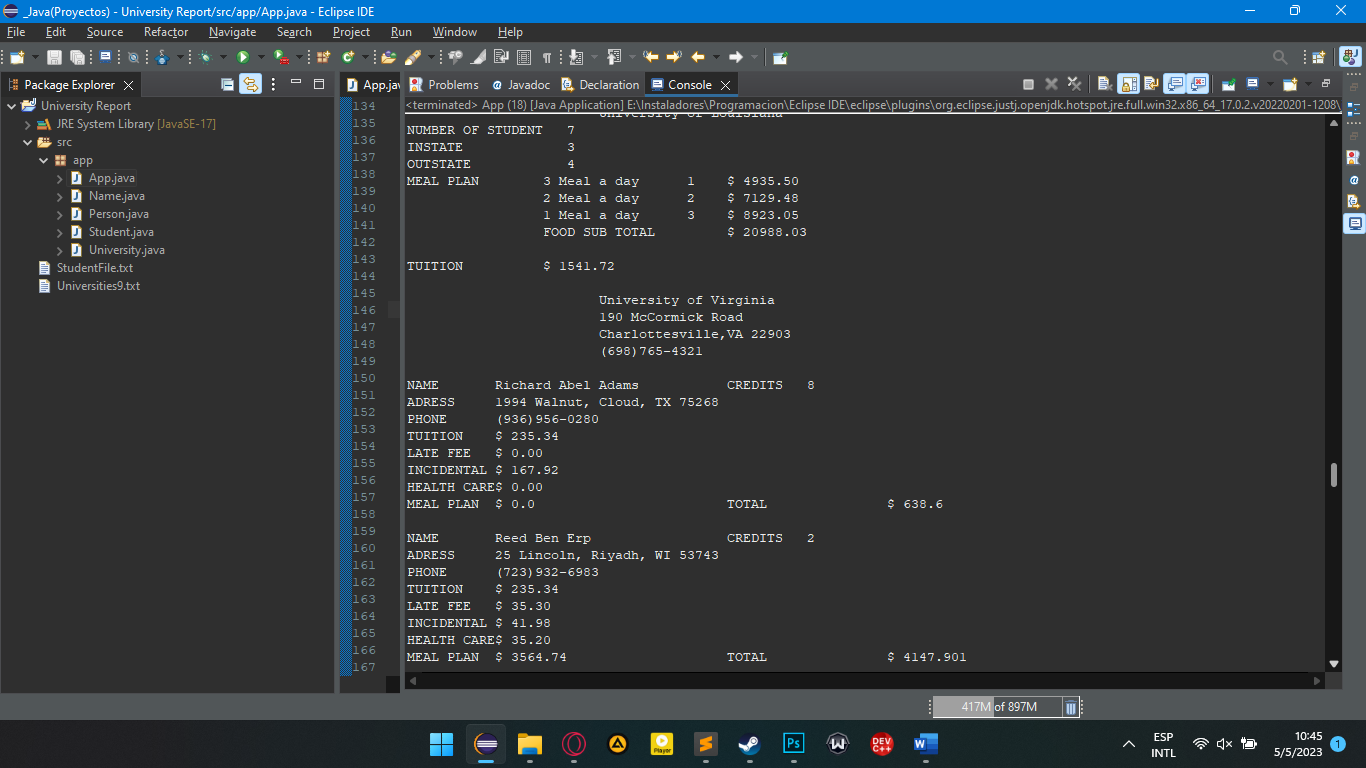 _Java(Proyectos) - University Report/src/app/App.java - Eclipse IDE
File Edit Source Refactor Navigate Search Project Run Window Help
Package Explorer
App.jav
Problems
Javadoc
Declaration
Console
University Report
JRE System Library [JavaSE-17]
src
app
App.java
Name.java
Person.java
Student.java
University.java
StudentFile.txt
Universities9.txt
134
135
136
137
138
139
140
141
142
143
144
145
146
147
148
149
150
151
152
153
154
155
156
157
158
159
160
161
162
163
164
165
166
167
<terminated> App (18) [Java Application] E:\Instaladores\Programacion\Eclipse IDE\eclipse\plugins\org.eclipse.justj.openjdk.hotspot.jre.full.win32.x86_64_17.0.2.v20220201-1208\
University of Louisiana
NUMBER OF STUDENT 7
INSTATE 3
OUTSTATE 4
MEAL PLAN 3 Meal a day 1 $ 4935.50
2 Meal a day 2 $ 7129.48
1 Meal a day 3 $ 8923.05
FOOD SUB TOTAL $ 20988.03
TUITION $ 1541.72
University of Virginia
190 McCormick Road
Charlottesville,VA 22903
(698)765-4321
NAME Richard Abel Adams CREDITS 8
ADRESS 1994 Walnut, Cloud, TX 75268
PHONE (936)956-0280
TUITION $ 235.34
LATE FEE $ 0.00
INCIDENTAL $ 167.92
HEALTH CARE$ 0.00
MEAL PLAN $ 0.0 TOTAL $ 638.6
NAME Reed Ben Erp CREDITS 2
ADRESS 25 Lincoln, Riyadh, WI 53743
PHONE (723)932-6983
TUITION $ 235.34
LATE FEE $ 35.30
INCIDENTAL $ 41.98
HEALTH CARE$ 35.20
MEAL PLAN $ 3564.74 TOTAL $ 4147.901
417M of 897M
Player
Ps
DEV C++
W
ESP
INTL
10:45
5/5/2023
1